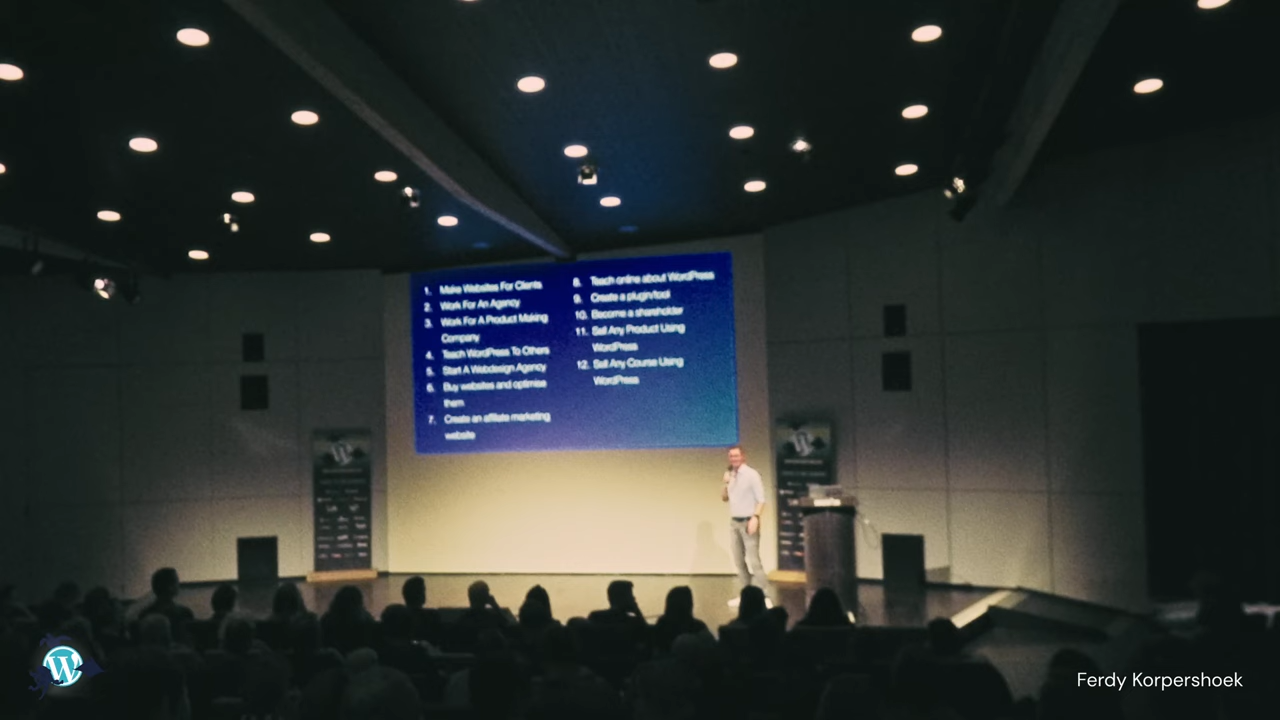 1. Make Websites For Clients
2. Work For An Agency
3. Work For A Product Making
Company
4. Teach WordPress To Others
5. Start A Webdesign Agency
6. Buy websites and optimise
them
7. Create an affiliate marketing
website
8. Teach online about WordPress
9. Create a plugin/tool
10. Become a shareholder
11. Sell Any Product Using
WordPress
12. Sell Any Course Using
WordPress
Ferdy Korpershoek